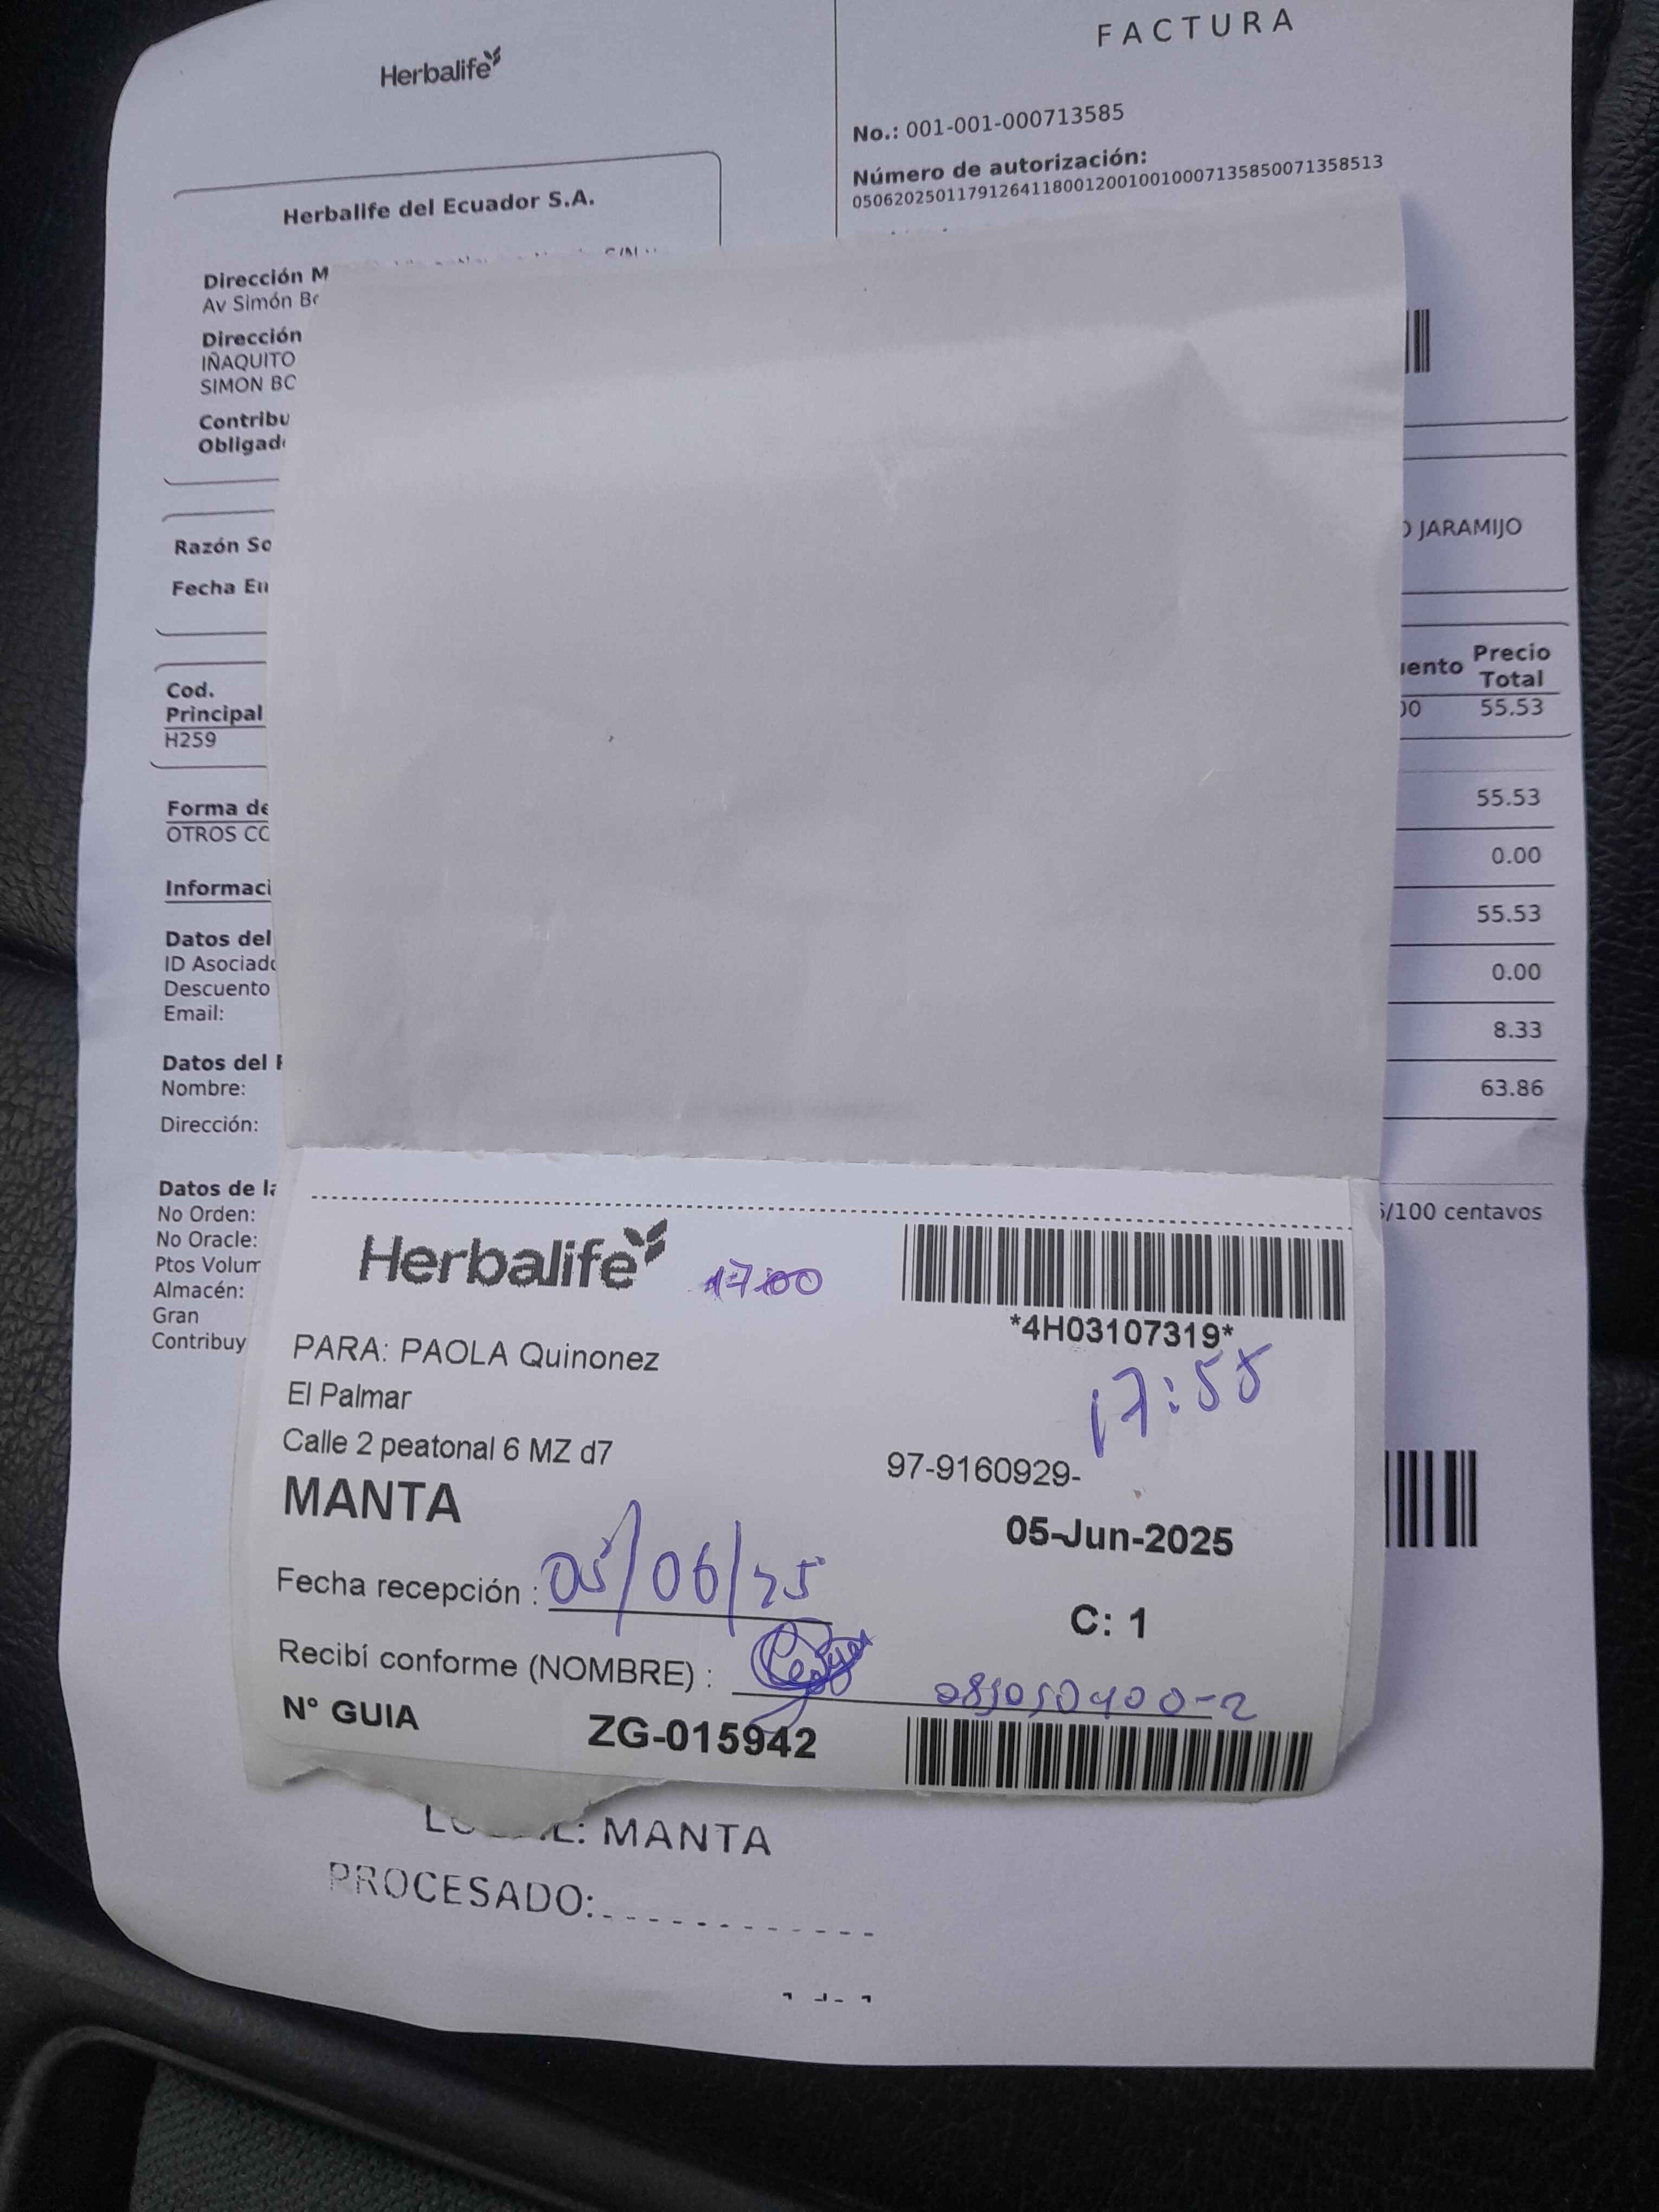 Herbalife
FACTURA
No.: 001-001-000713585
Número de autorización:
0506202501179126411800120010010007135850071358513
Herbalife del Ecuador S.A.
Dirección M
Av Simón Bo
Dirección
IÑAQUITO
SIMON BO
Contribu
Obligad
Razón So
JARAMIJO
Fecha Em
Cod.
Principal
Precio
Total
H259
55.53
Forma de
OTROS CO
55.53
0.00
Informaci
55.53
Datos del
ID Asociado
0.00
Descuento
Email:
8.33
Datos del
Nombre:
63.86
Dirección:
Datos de la
No Orden:
/100 centavos
No Oracle:
Ptos Volum
Almacén:
Gran
Contribuy
Herbalife
17:00
*4H03107319*
17:55
PARA: PAOLA Quinonez
El Palmar
Calle 2 peatonal 6 MZ d7
97-9160929-
MANTA
05-Jun-2025
Fecha recepción : 05/06/25
C: 1
Recibí conforme (NOMBRE) :
Nº GUIA ZG-015942
MANTA
PROCESADO: